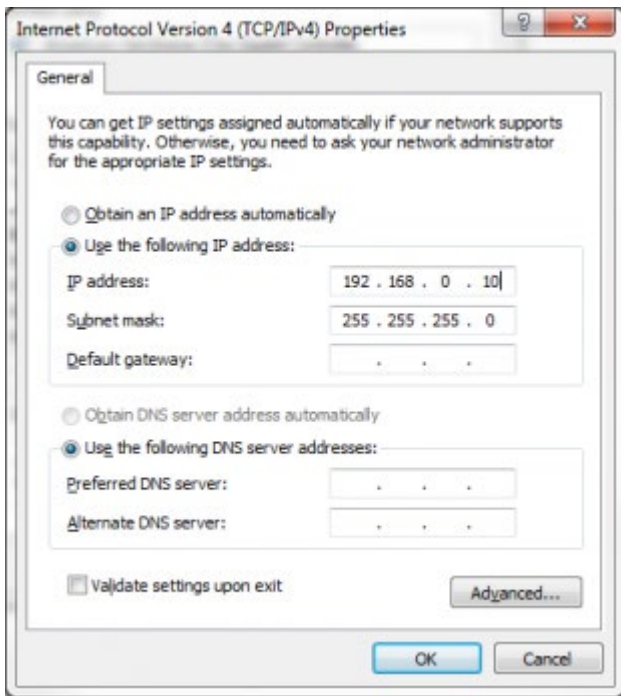 Internet Protocol Version 4 (TCP/IPv4) Properties
General
You can get IP settings assigned automatically if your network supports
this capability. Otherwise, you need to ask your network administrator
for the appropriate IP settings.
Obtain an IP address automatically
Use the following IP address:
IP address: 192 . 168 . 0 . 10
Subnet mask: 255 . 255 . 255 . 0
Default gateway: . . .
Obtain DNS server address automatically
Use the following DNS server addresses:
Preferred DNS server: . . .
Alternate DNS server: . . .
Validate settings upon exit
Advanced...
OK Cancel